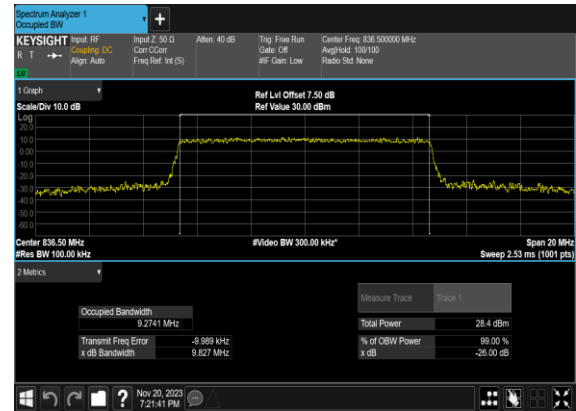 Spectrum Analyzer 1
Occupied BW
KEYSIGHT
R T
Input: RF
Coupling: DC
Align: Auto
Input Z: 50 Ω
Corr CCorr
Freq Ref: Int (S)
Atten: 40 dB
Trig: Free Run
Gate: Off
#IF Gain: Low
Center Freq: 836.500000 MHz
Avg|Hold: 100/100
Radio Std: None
1 Graph
Scale/Div 10.0 dB
Ref Lvl Offset 7.50 dB
Ref Value 30.00 dBm
Log
20.0
10.0
0.00
-10.0
-20.0
-30.0
-40.0
-50.0
-60.0
Center 836.50 MHz
#Res BW 100.00 kHz
#Video BW 300.00 kHz*
Span 20 MHz
Sweep 2.53 ms (1001 pts)
2 Metrics
Measure Trace
Trace 1
Occupied Bandwidth
9.2741 MHz
Total Power
28.4 dBm
Transmit Freq Error
-9.989 kHz
% of OBW Power
99.00 %
x dB Bandwidth
9.827 MHz
x dB
-26.00 dB
?
Nov 20, 2023
7:21:41 PM